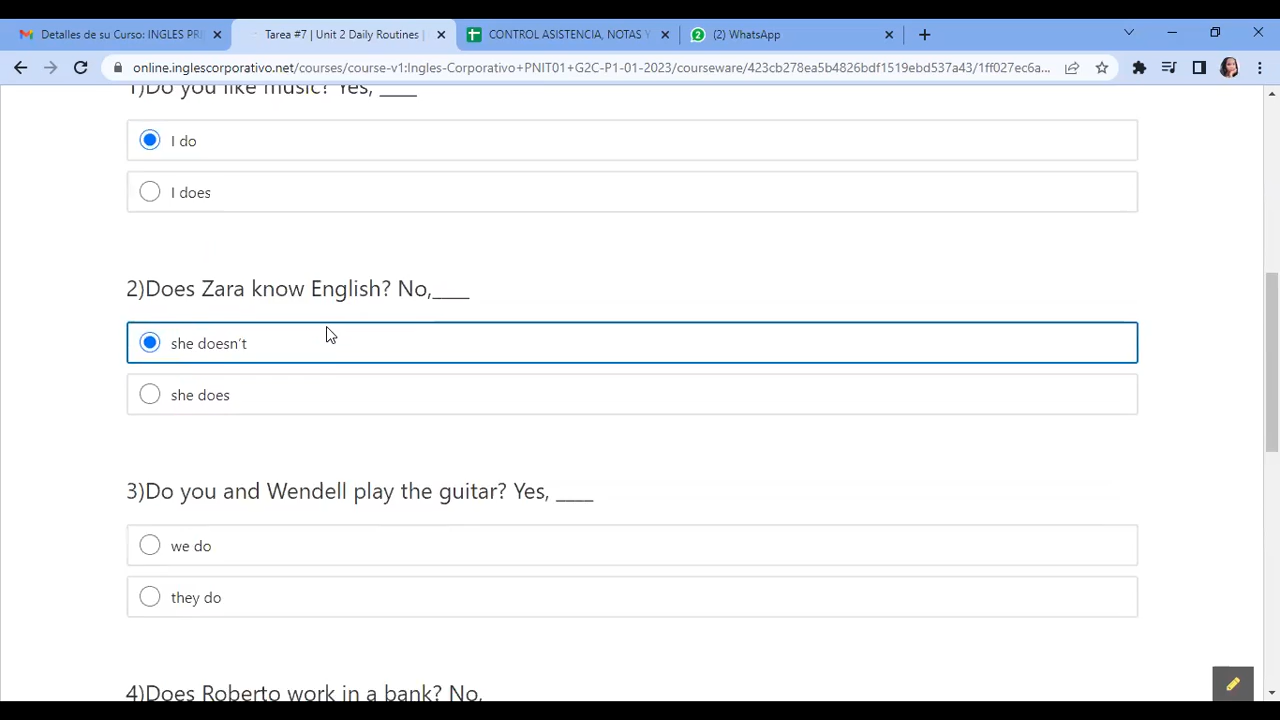 Detalles de su Curso: INGLES PRE
Tarea #7 | Unit 2 Daily Routines |
CONTROL ASISTENCIA, NOTAS Y
2
(2) WhatsApp
online.inglescorporativo.net/courses/course-v1:Ingles-Corporativo+PNIT01+G2C-P1-01-2023/courseware/423cb278ea5b4826bdf1519ebd537a43/1ff027ec6a...
1)Do you like music? Yes, ____
I do
I does
2)Does Zara know English? No,____
she doesn't
she does
3)Do you and Wendell play the guitar? Yes, ____
we do
they do
4)Does Roberto work in a bank? No,